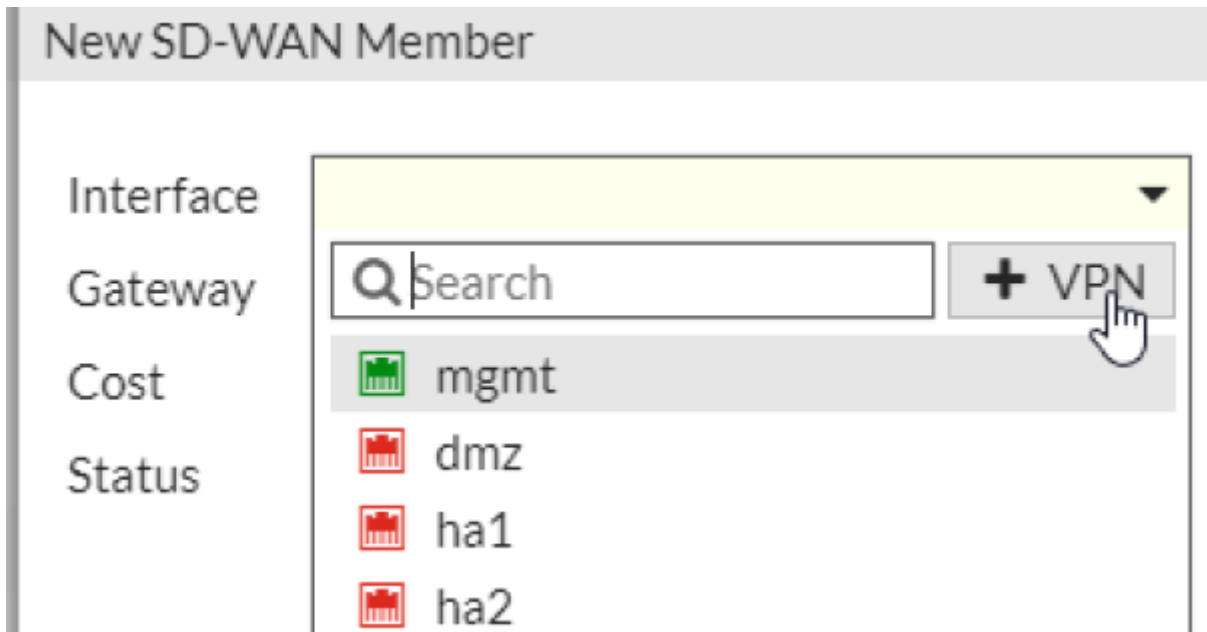 New SD-WAN Member
Interface
Gateway
Search
+ VPN
Cost
mgmt
Status
dmz
ha1
ha2